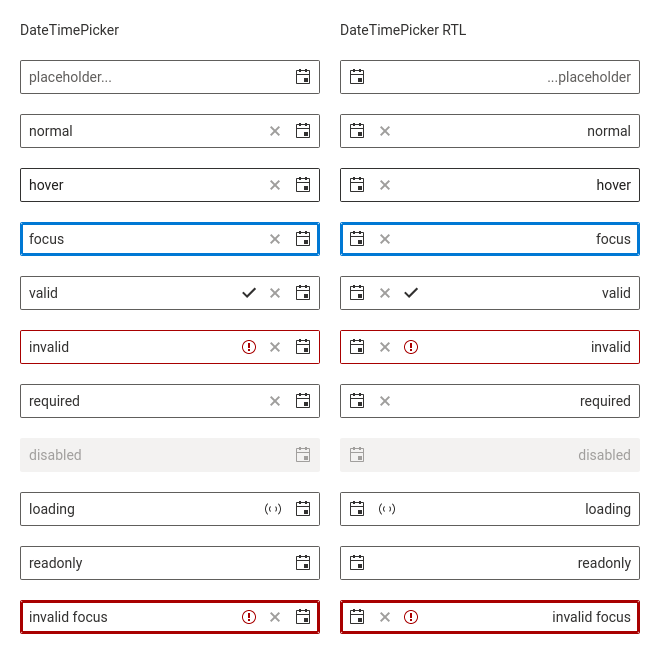 DateTimePicker
placeholder...
normal
hover
focus
valid
invalid
required
disabled
loading
readonly
invalid focus
DateTimePicker RTL
...placeholder
normal
hover
focus
valid
invalid
required
disabled
loading
readonly
invalid focus